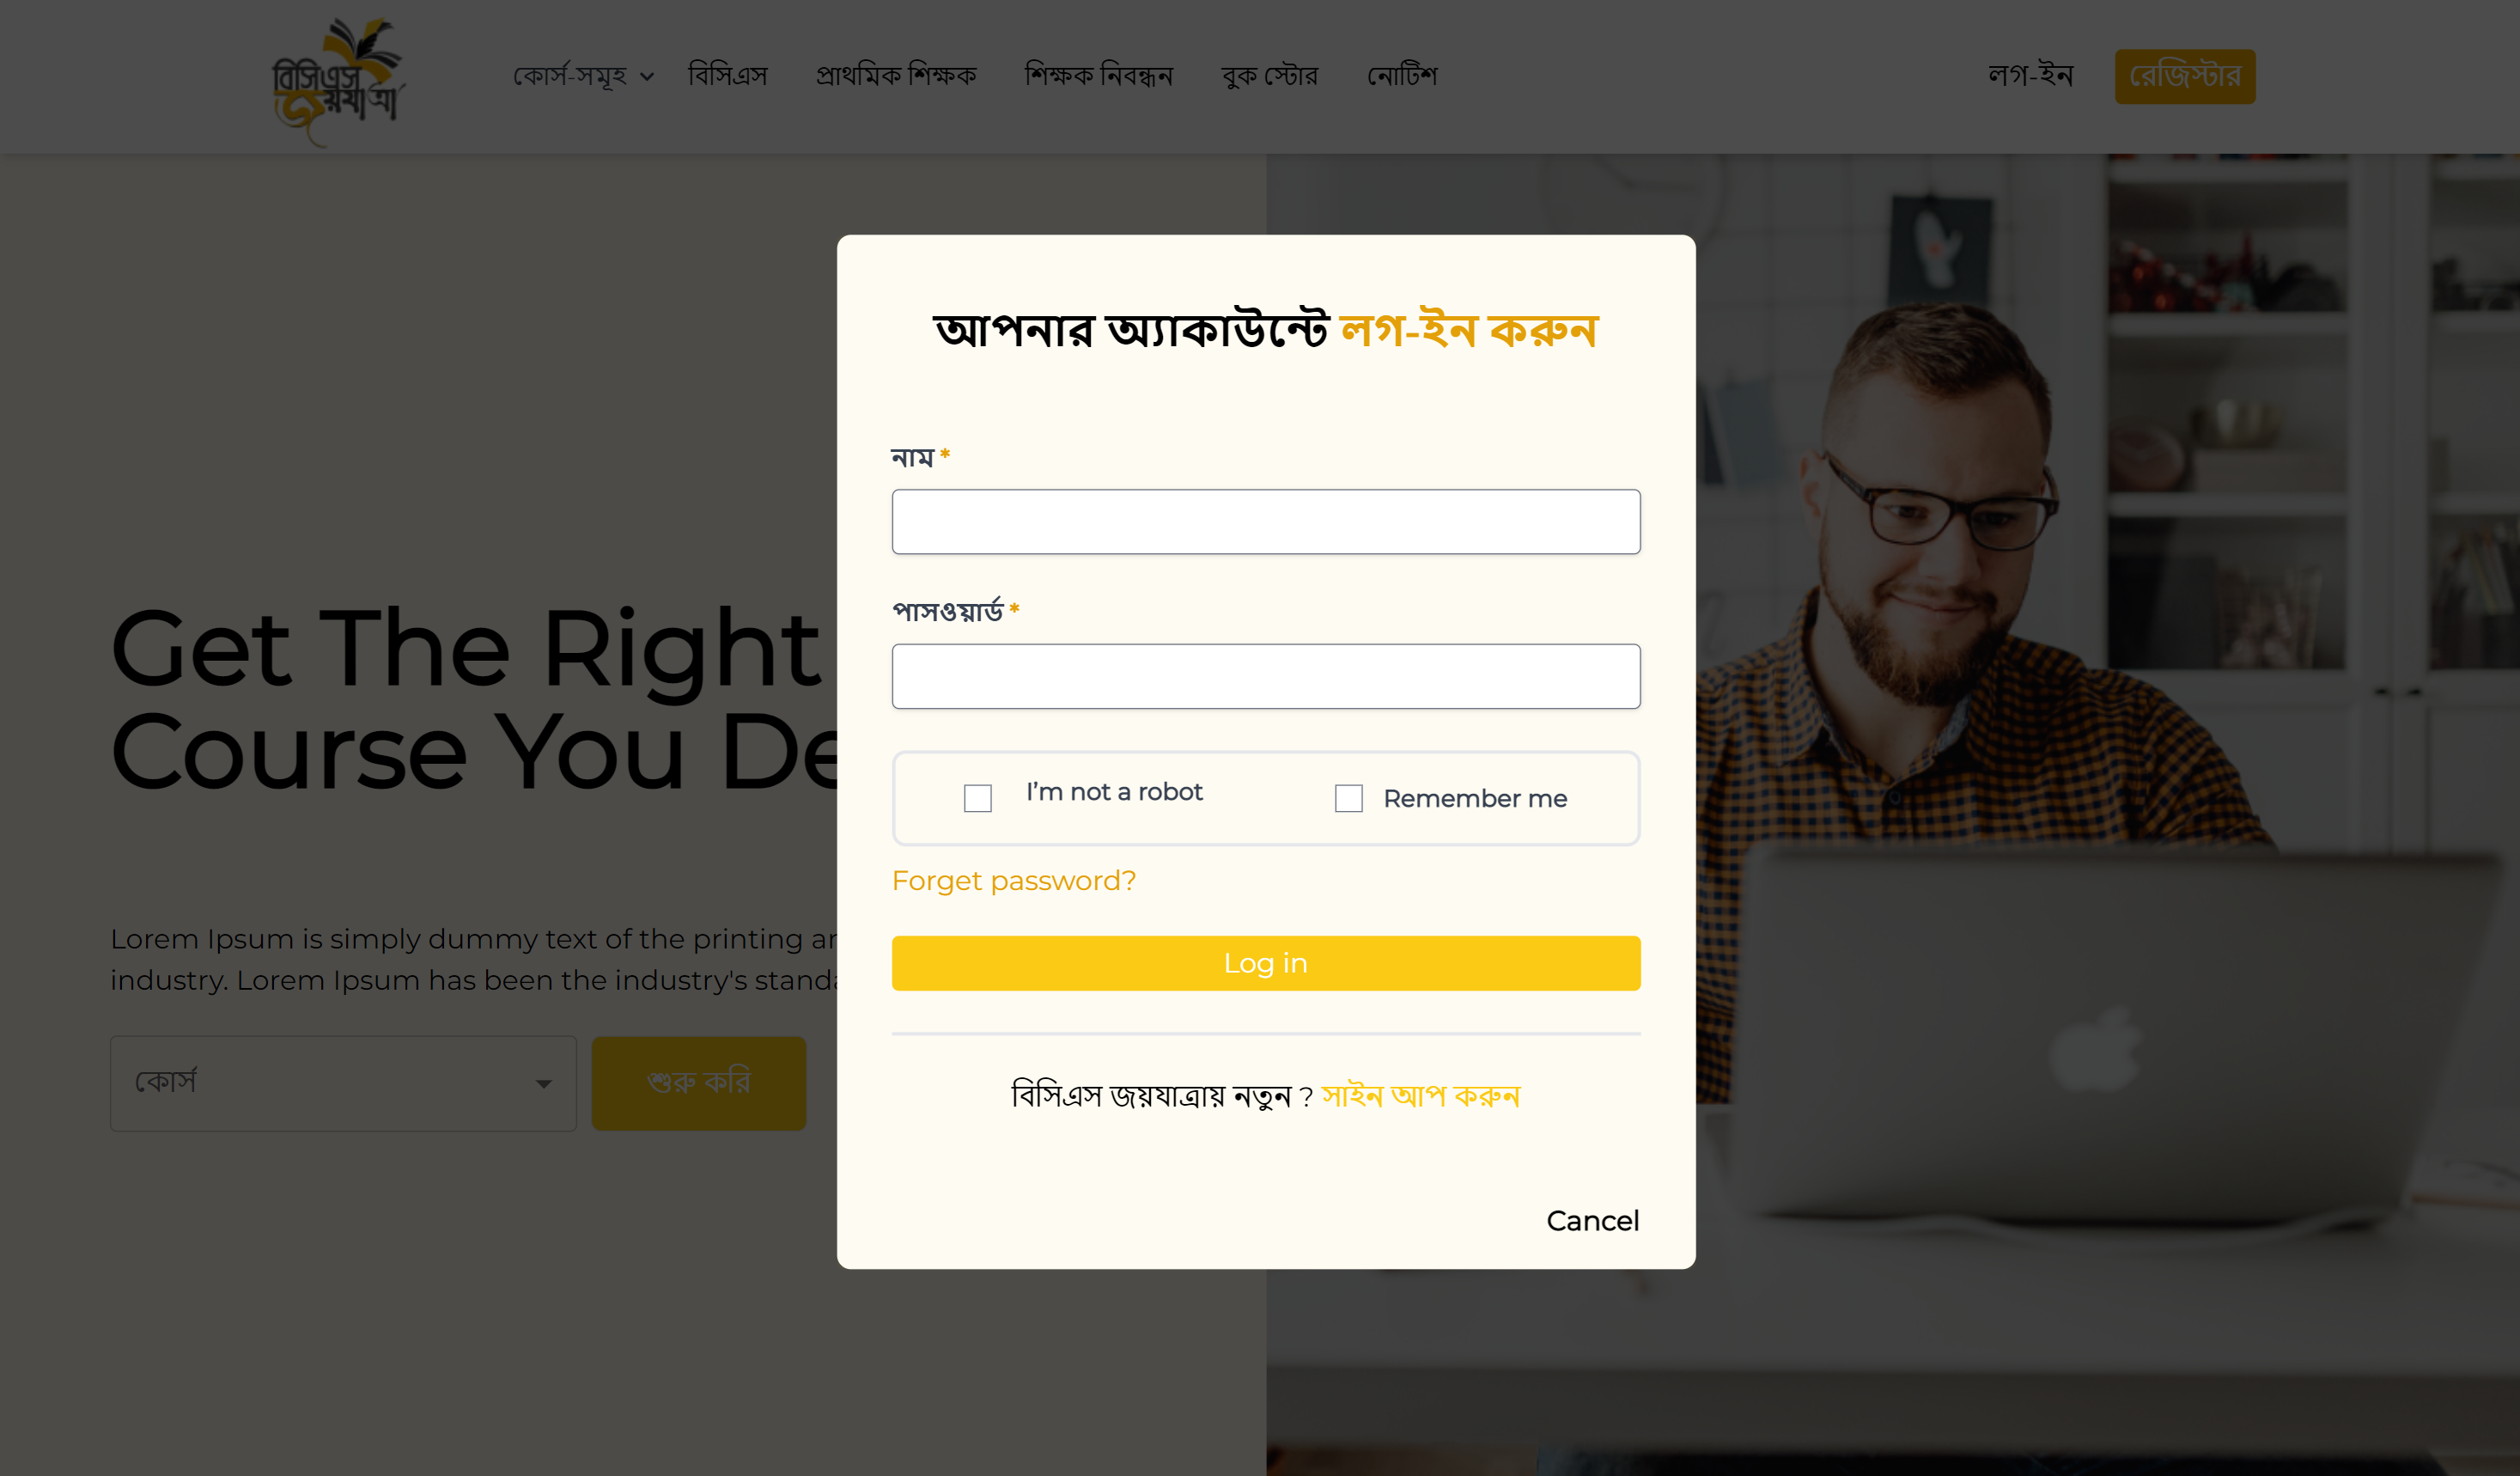 বিসিএস
জয়যাত্রা
কোর্স-সমূহ বিসিএস প্রাথমিক শিক্ষক শিক্ষক নিবন্ধন বুক স্টোর নোটিশ লগ-ইন রেজিস্টার
Get The Right
Course You De
Lorem Ipsum is simply dummy text of the printing
industry. Lorem Ipsum has been the industry's
কোর্স শুরু করি
আপনার অ্যাকাউন্টে লগ-ইন করুন
নাম *
পাসওয়ার্ড *
I'm not a robot Remember me
Forget password?
Log in
বিসিএস জয়যাত্রায় নতুন ? সাইন আপ করুন
Cancel